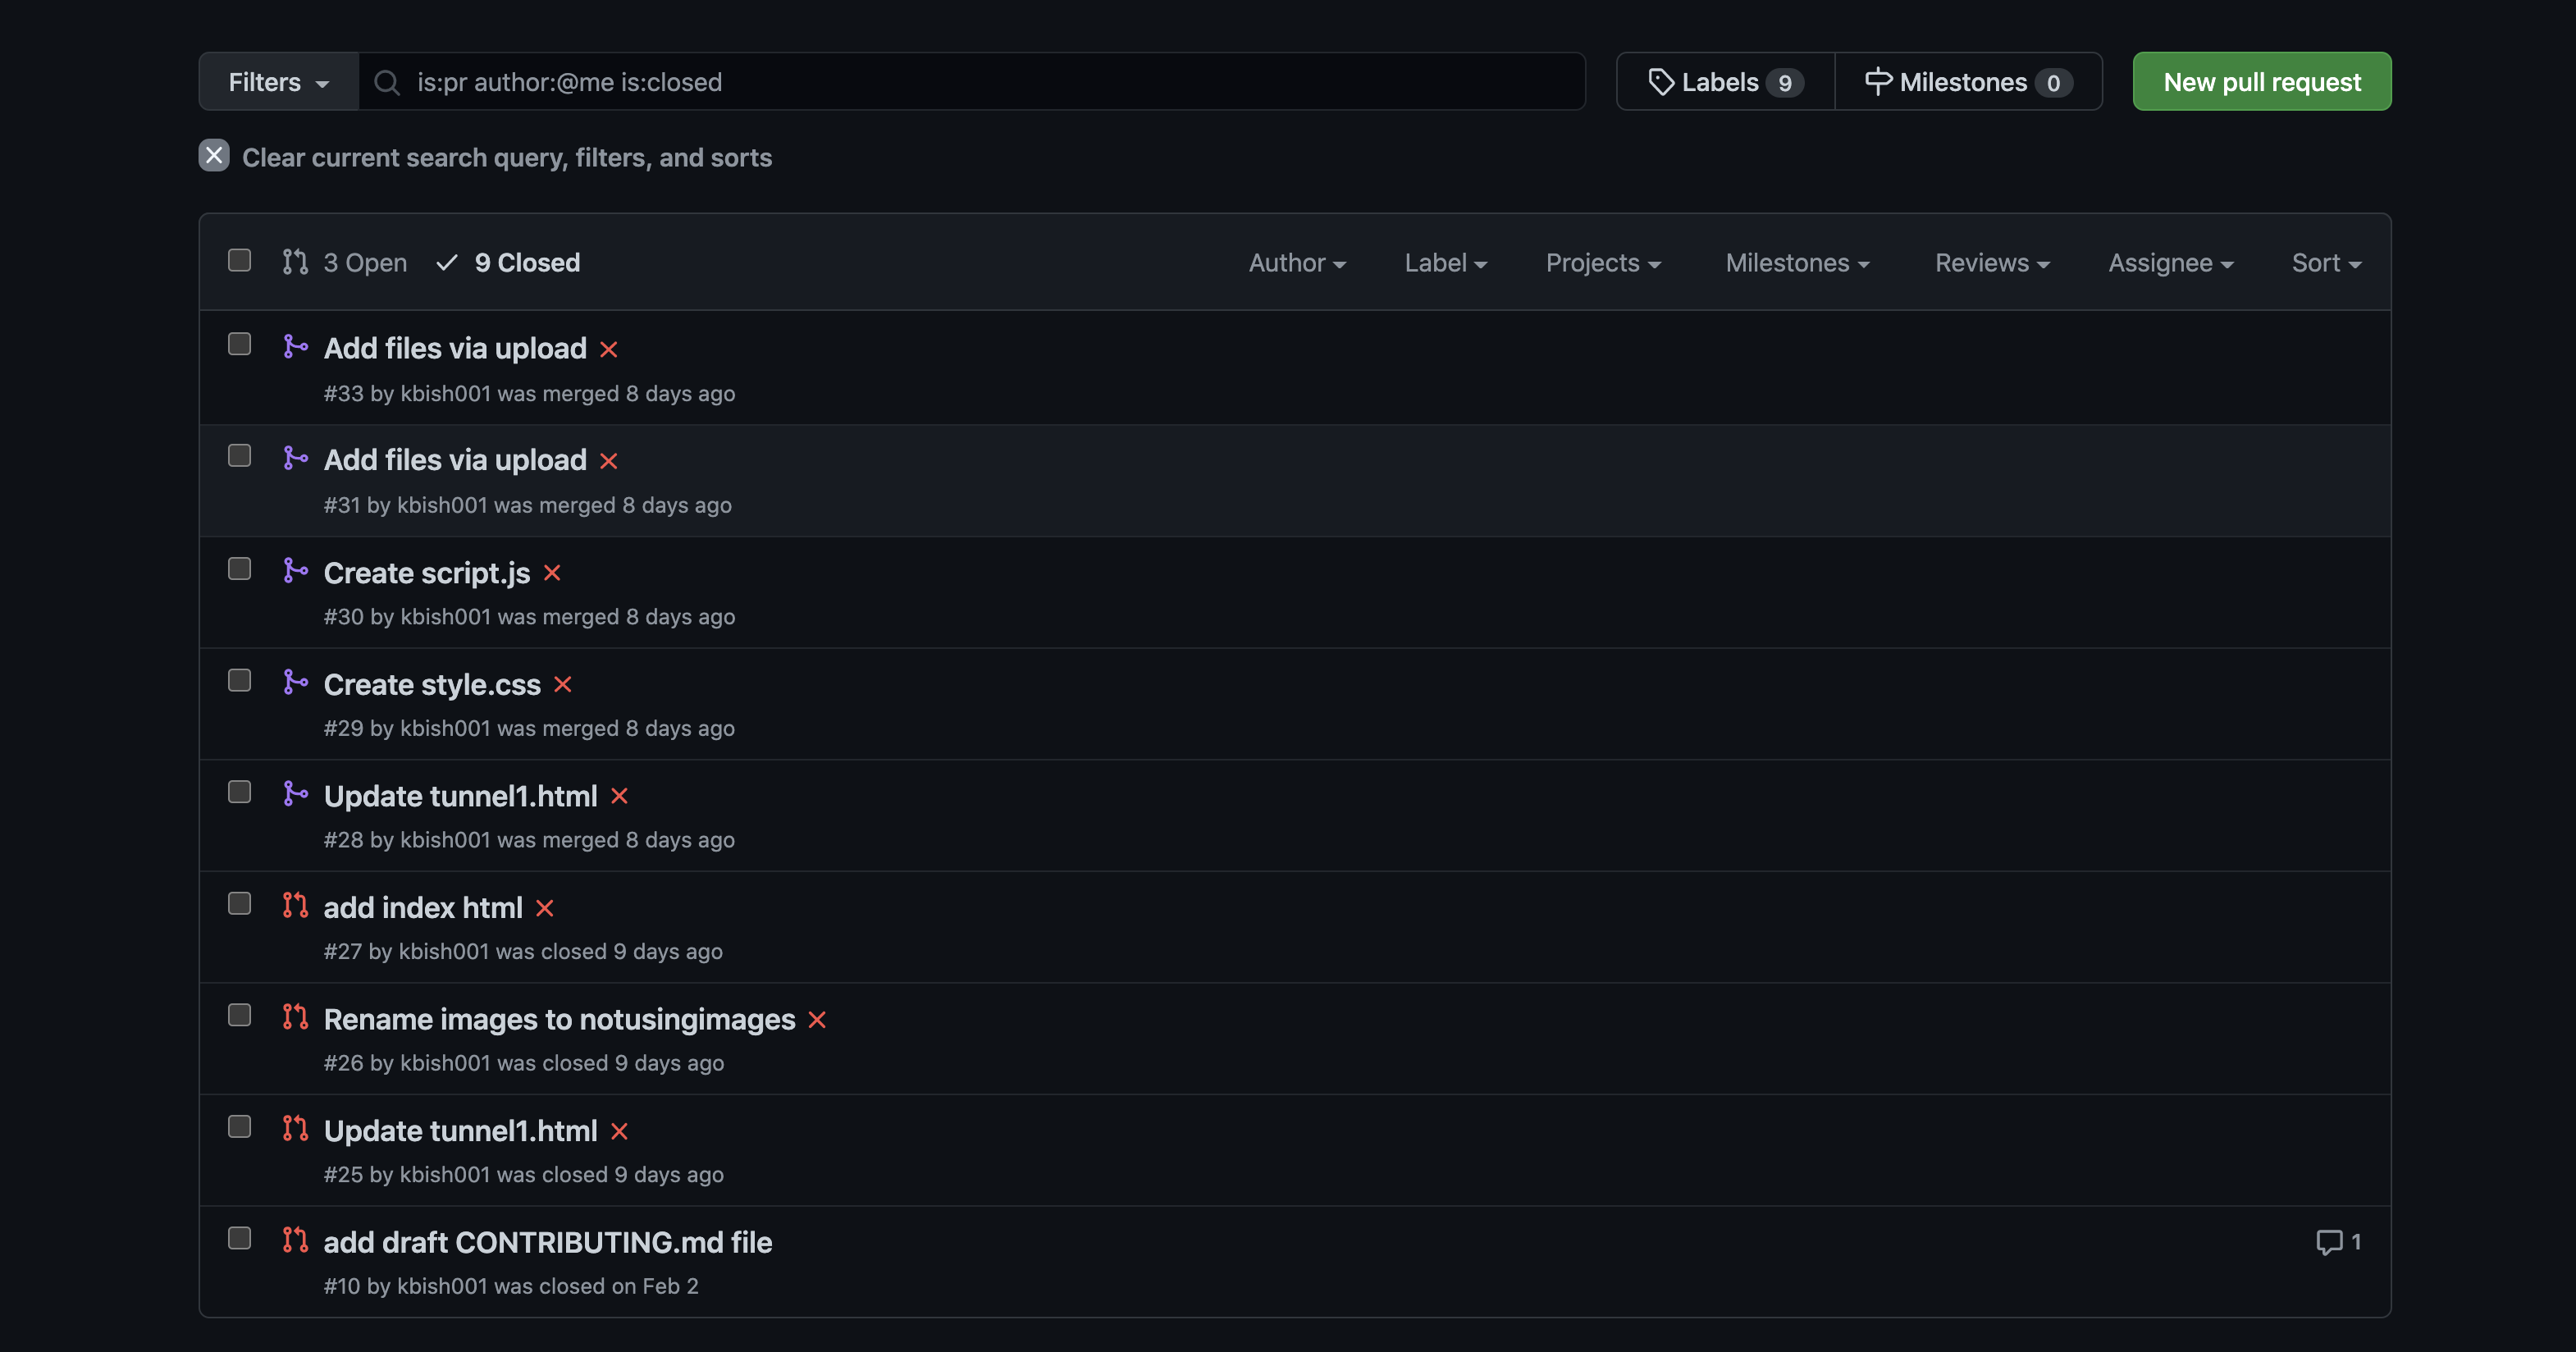 Filters is:pr author:@me is:closed Labels 9 Milestones 0 New pull request
Clear current search query, filters, and sorts
3 Open 9 Closed Author Label Projects Milestones Reviews Assignee Sort
Add files via upload
#33 by kbish001 was merged 8 days ago
Add files via upload
#31 by kbish001 was merged 8 days ago
Create script.js
#30 by kbish001 was merged 8 days ago
Create style.css
#29 by kbish001 was merged 8 days ago
Update tunnel1.html
#28 by kbish001 was merged 8 days ago
add index html
#27 by kbish001 was closed 9 days ago
Rename images to notusingimages
#26 by kbish001 was closed 9 days ago
Update tunnel1.html
#25 by kbish001 was closed 9 days ago
add draft CONTRIBUTING.md file 1
#10 by kbish001 was closed on Feb 2